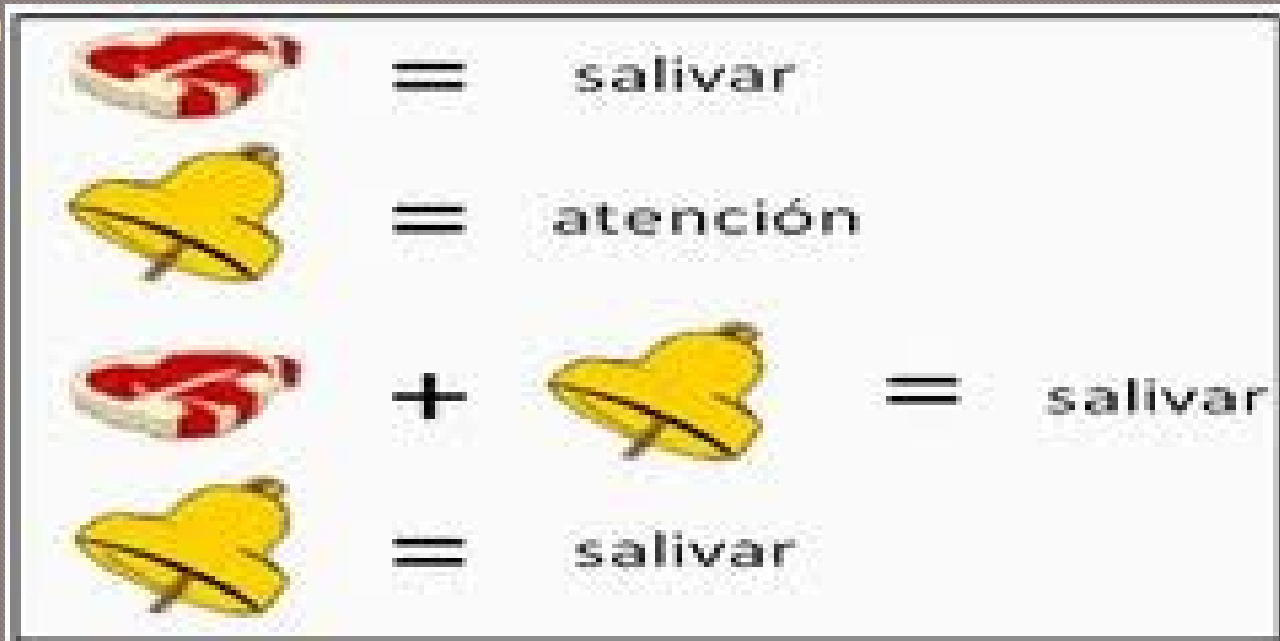 = salivar
= atención
+ = salivar
= salivar